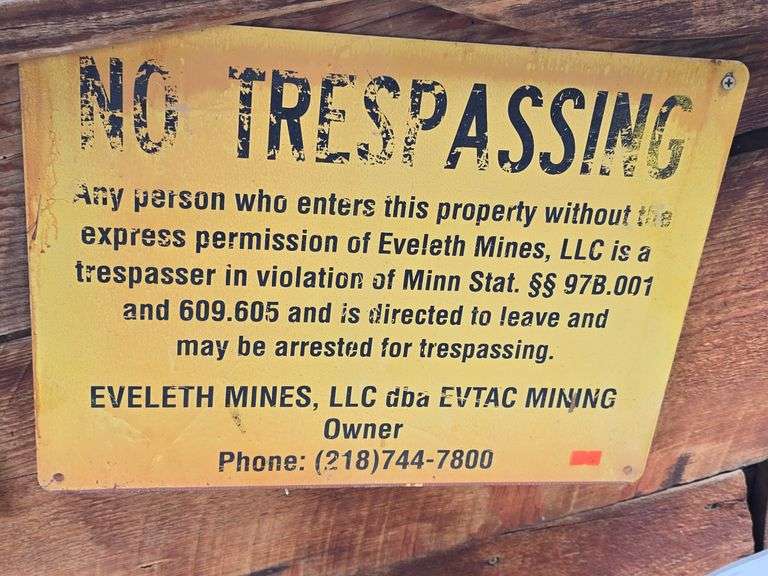 NO TRESPASSING
Any person who enters this property without the
express permission of Eveleth Mines, LLC is a
trespasser in violation of Minn Stat. §§ 97B.001
and 609.605 and is directed to leave and
may be arrested for trespassing.
EVELETH MINES, LLC dba EVTAC MINING
Owner
Phone: (218)744-7800